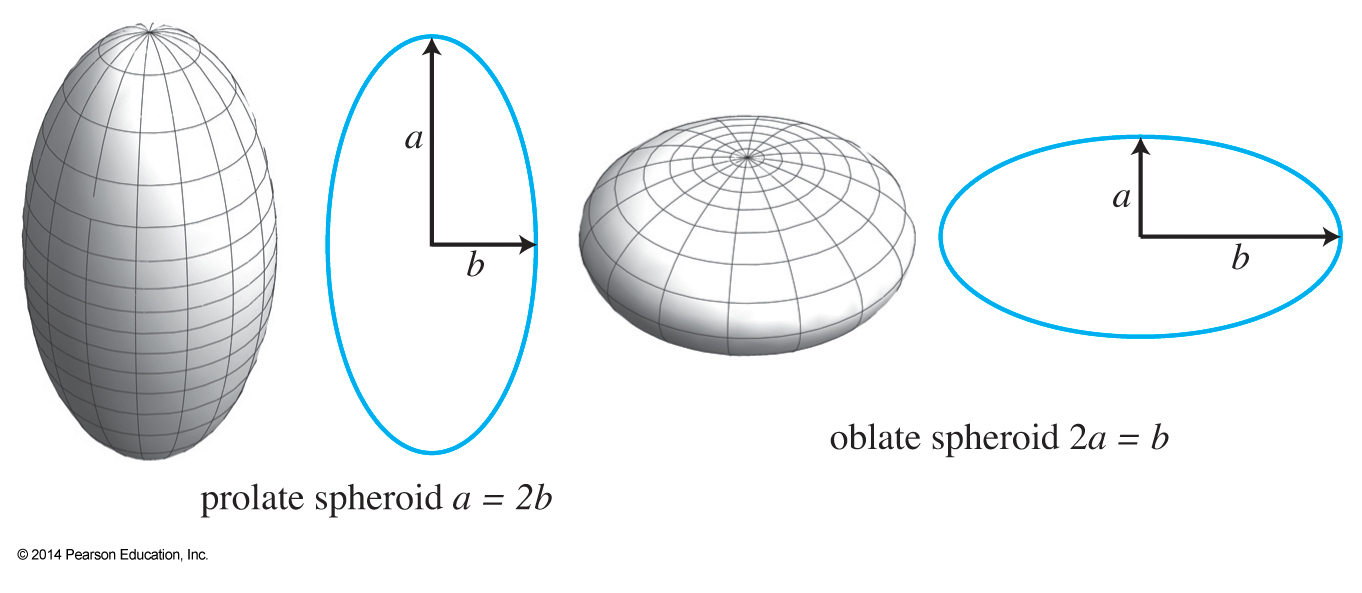 a
b
prolate spheroid a = 2b
a
b
oblate spheroid 2a = b
© 2014 Pearson Education, Inc.